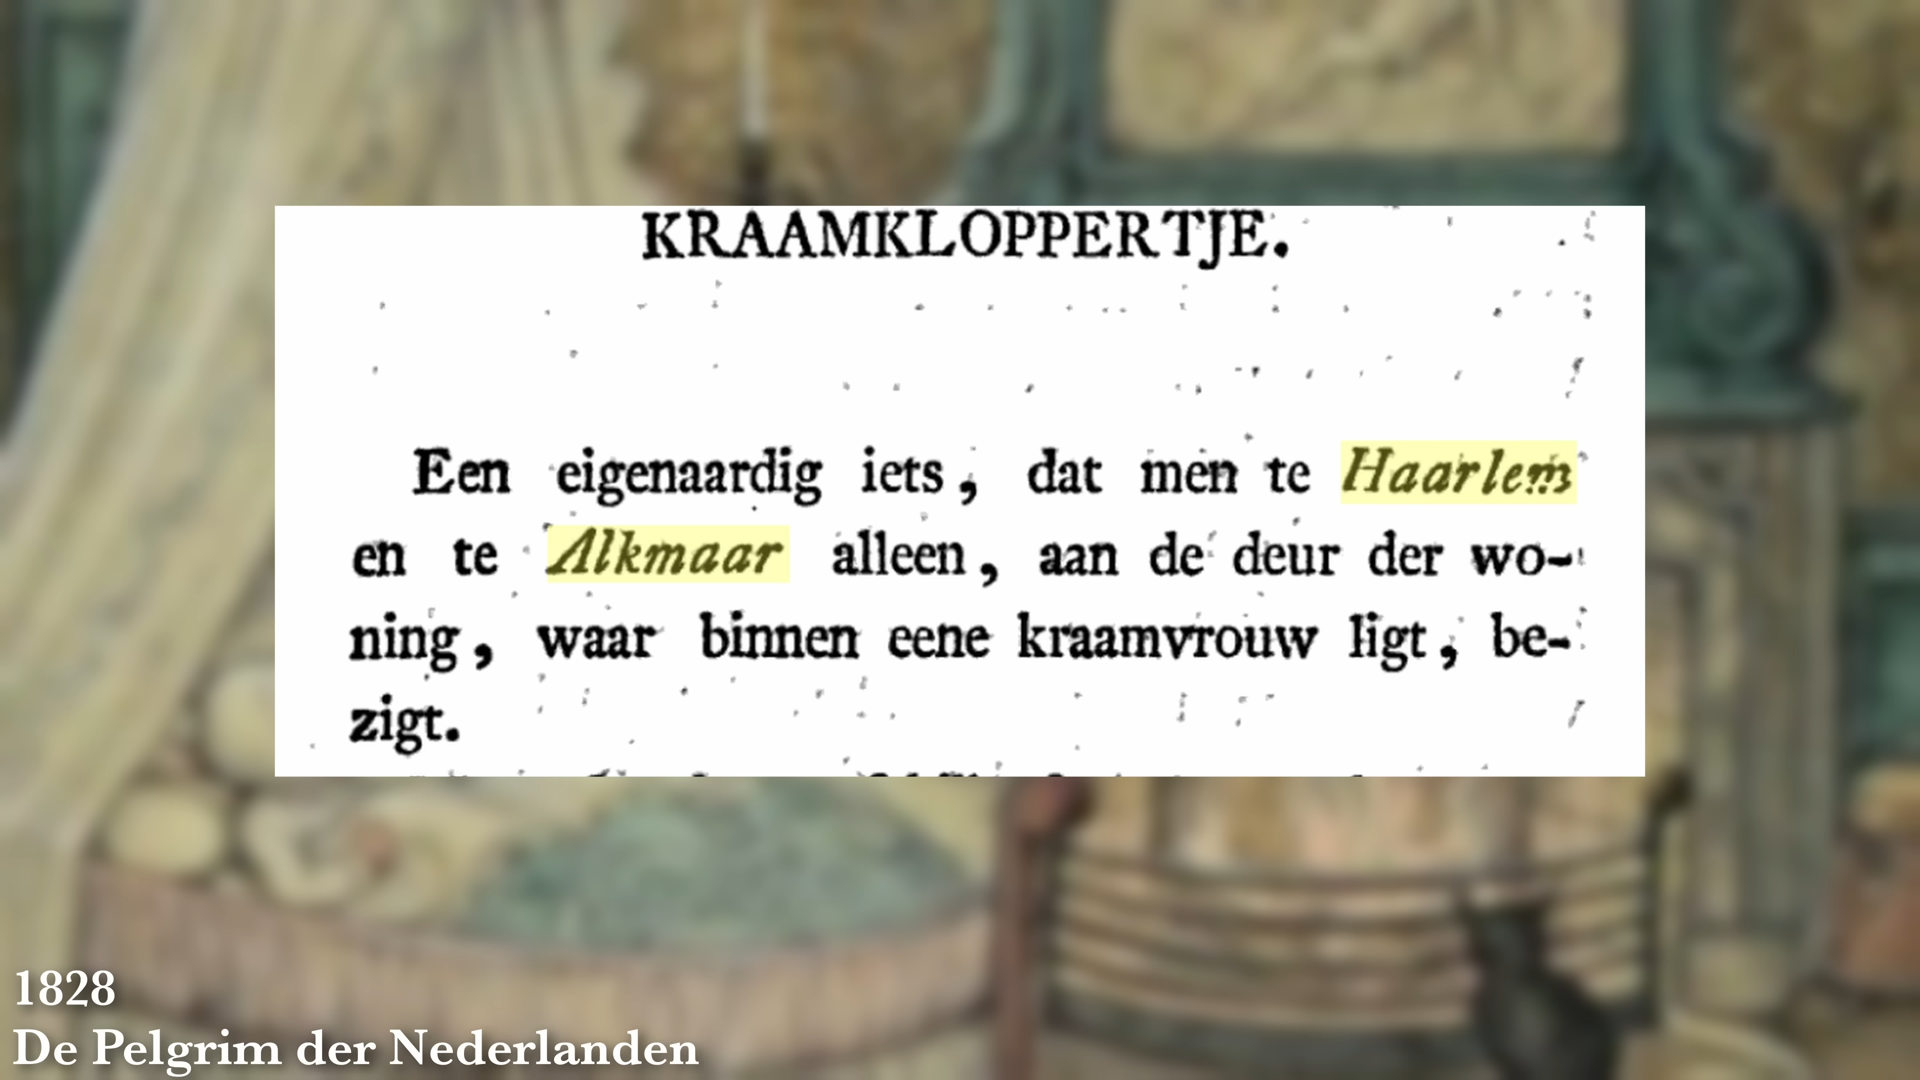 KRAAMKLOPPERTJE.
Een eigenaardig iets, dat men te Haarlem
en te Alkmaar alleen, aan de deur der wo-
ning, waar binnen eene kraamvrouw ligt, be-
zigt.
1828
De Pelgrim der Nederlanden